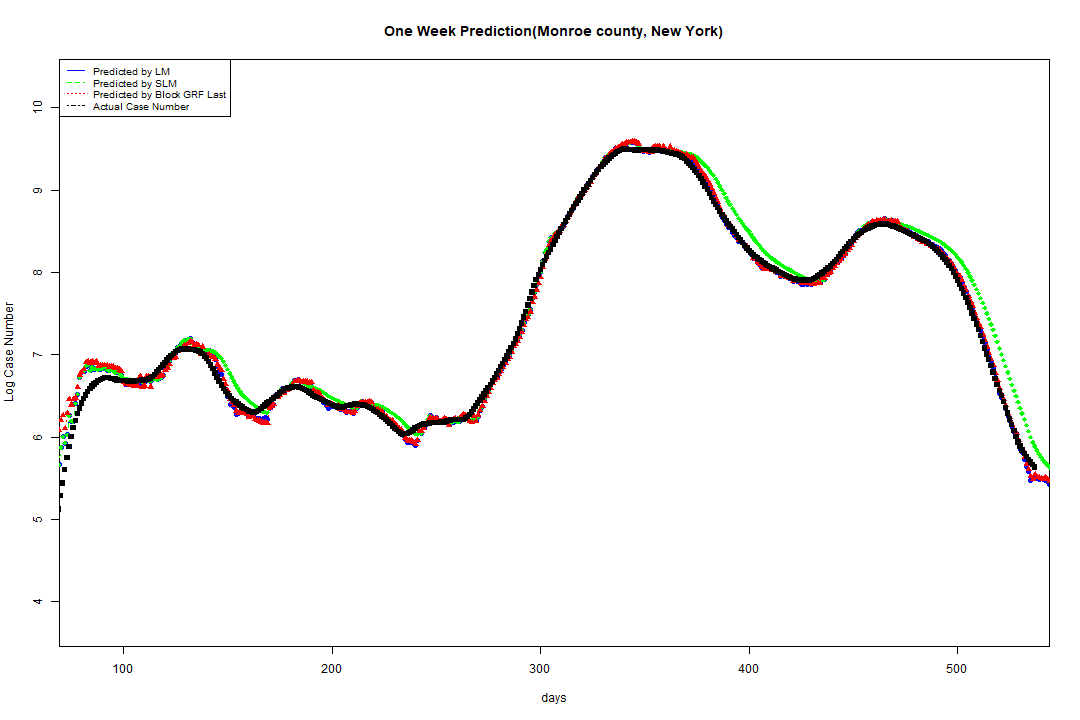 One Week Prediction(Monroe county, New York)
Predicted by LM
Predicted by SLM
Predicted by Block GRF Last
Actual Case Number
10
9
8
7
6
5
4
Log Case Number
100 200 300 400 500
days